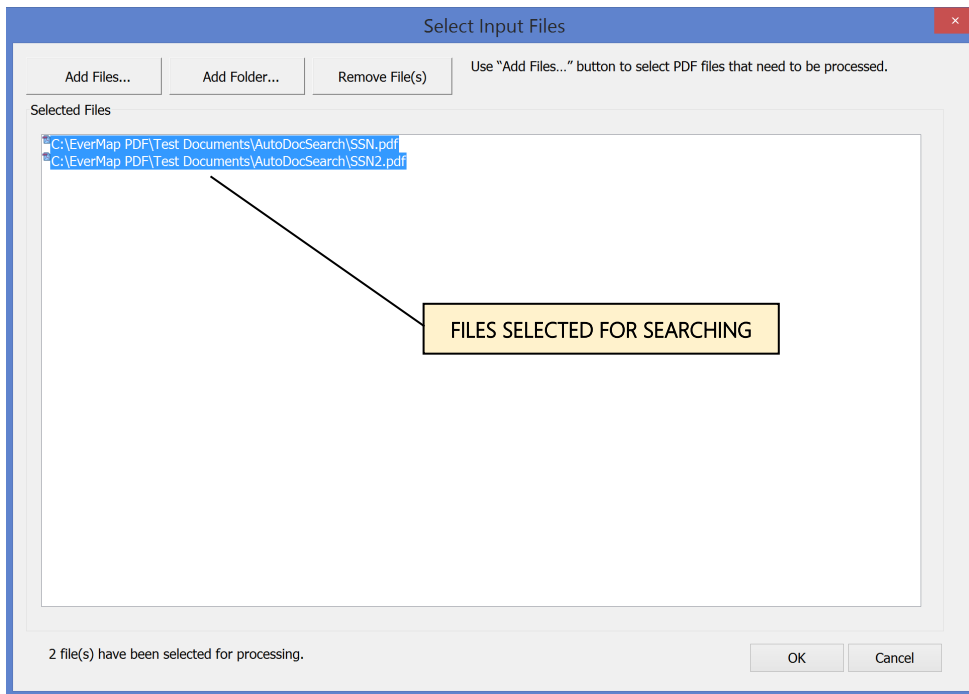 Select Input Files
×
Add Files...
Add Folder...
Remove File(s)
Use “Add Files...” button to select PDF files that need to be processed.
Selected Files
C:\EverMap PDF\Test Documents\AutoDocSearch\SSN.pdf
C:\EverMap PDF\Test Documents\AutoDocSearch\SSN2.pdf
FILES SELECTED FOR SEARCHING
2 file(s) have been selected for processing.
OK
Cancel